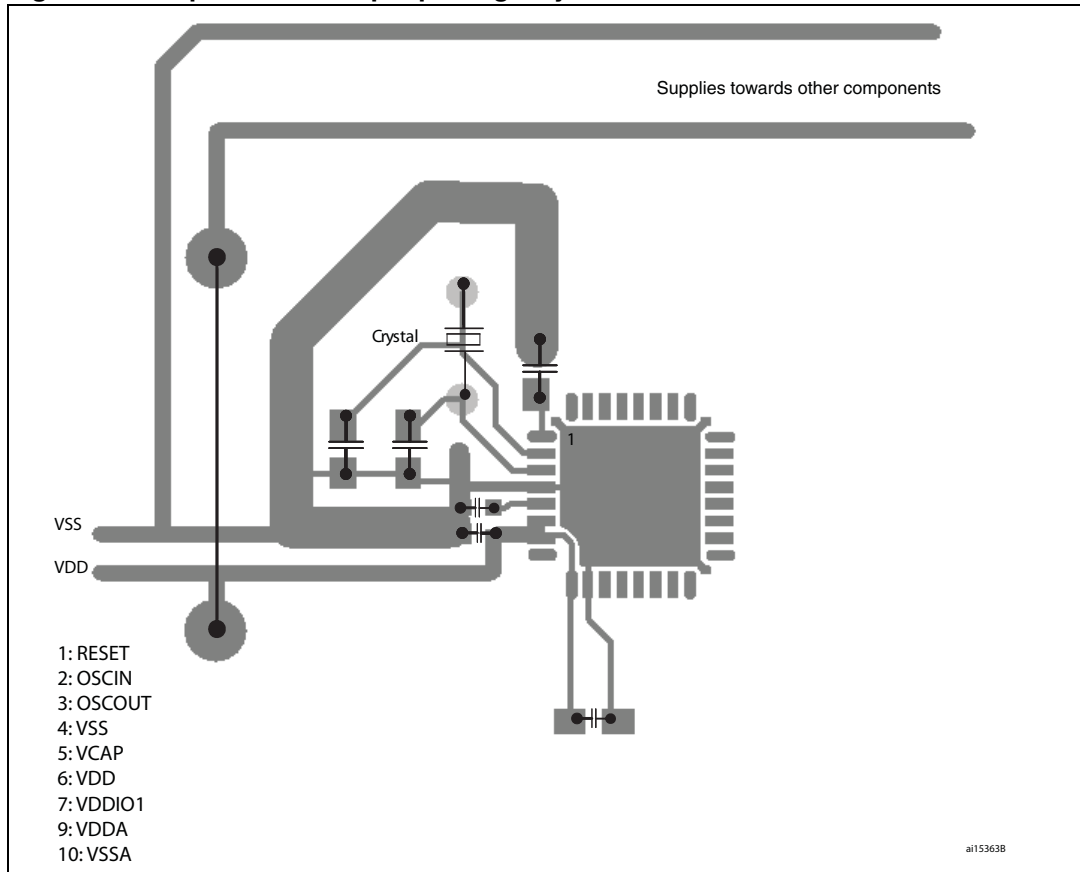 Supplies towards other components
Crystal
1
VSS
VDD
1: RESET
2: OSCIN
3: OSCOUT
4: VSS
5: VCAP
6: VDD
7: VDDIO1
9: VDDA
10: VSSA
ai15363B